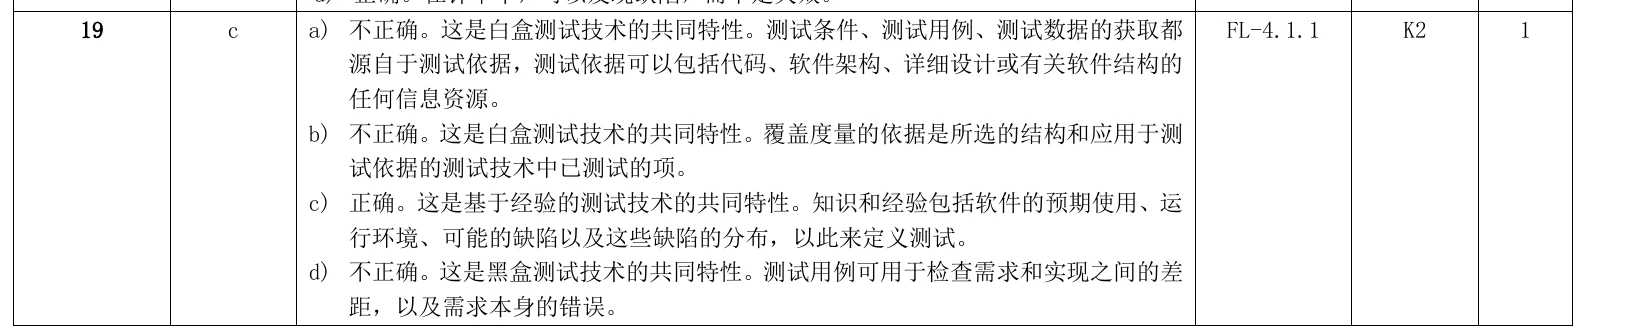 19 c a) 不正确。这是白盒测试技术的共同特性。测试条件、测试用例、测试数据的获取都 FL-4.1.1 K2 1
源自于测试依据，测试依据可以包括代码、软件架构、详细设计或有关软件结构的
任何信息资源。
b) 不正确。这是白盒测试技术的共同特性。覆盖度量的依据是所选的结构和应用于测
试依据的测试技术中已测试的项。
c) 正确。这是基于经验的测试技术的共同特性。知识和经验包括软件的预期使用、运
行环境、可能的缺陷以及这些缺陷的分布，以此来定义测试。
d) 不正确。这是黑盒测试技术的共同特性。测试用例可用于检查需求和实现之间的差
距，以及需求本身的错误。